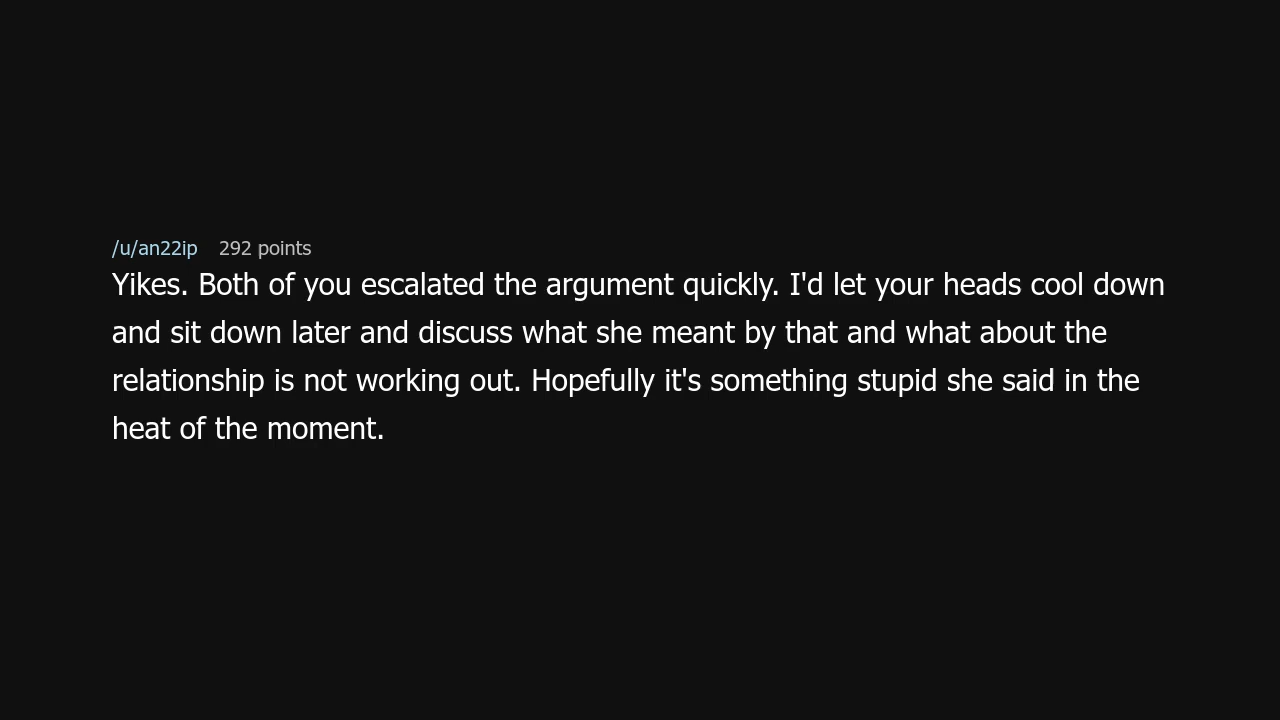 /u/an22ip 292 points
Yikes. Both of you escalated the argument quickly. I'd let your heads cool down
and sit down later and discuss what she meant by that and what about the
relationship is not working out. Hopefully it's something stupid she said in the
heat of the moment.